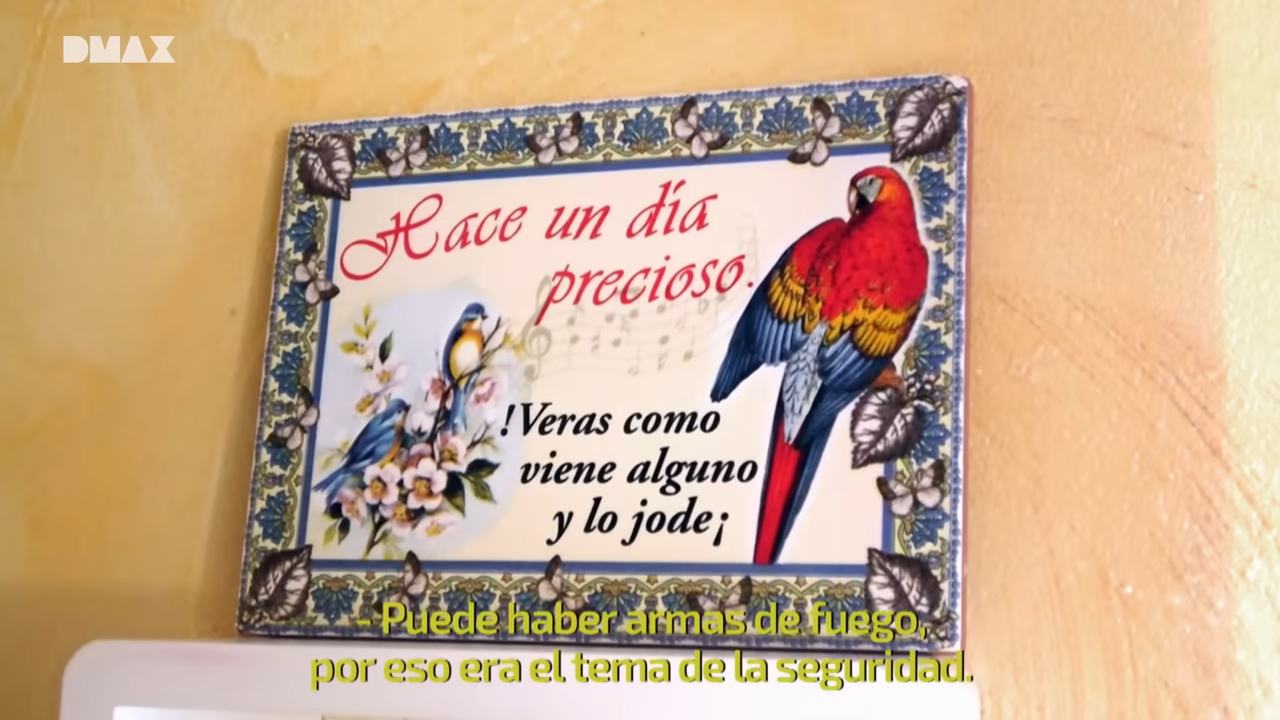 DMAX
Hace un día
precioso.
!Veras como
viene alguno
y lo jode¡
- Puede haber armas de fuego,
por eso era el tema de la seguridad.